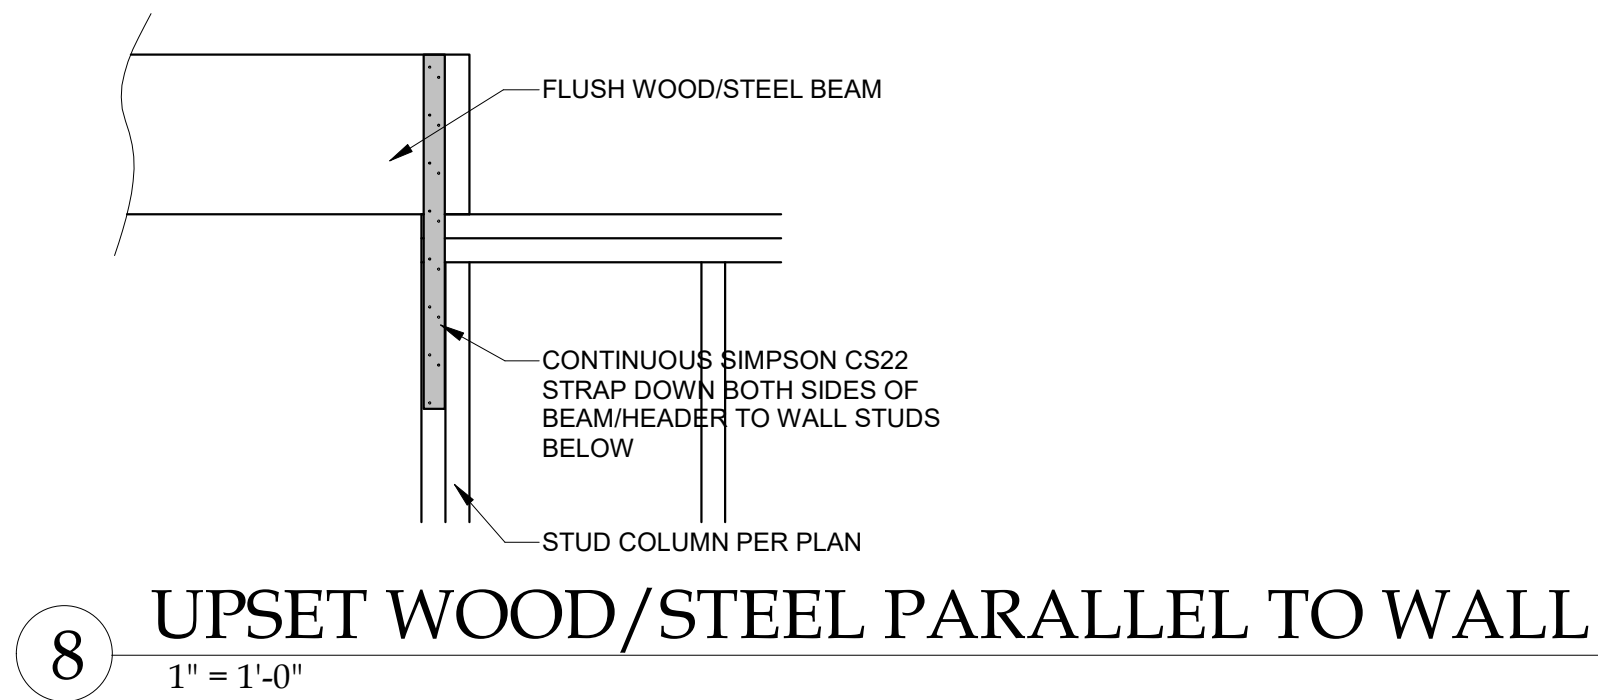 FLUSH WOOD/STEEL BEAM
CONTINUOUS SIMPSON CS22
STRAP DOWN BOTH SIDES OF
BEAM/HEADER TO WALL STUDS
BELOW
STUD COLUMN PER PLAN
8
UPSET WOOD/STEEL PARALLEL TO WALL
1" = 1'-0"